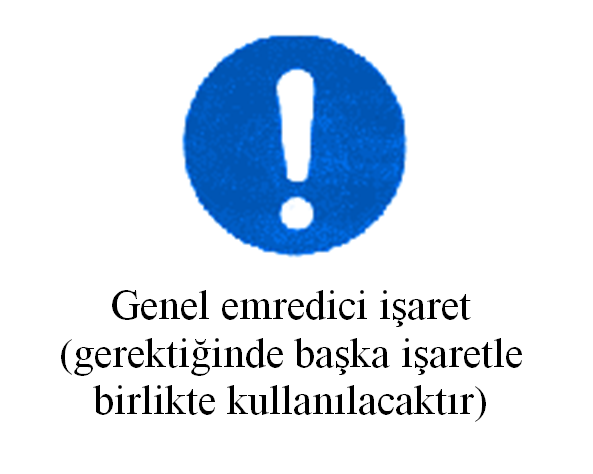 Genel emredici işaret
(gerektiğinde başka işaretle
birlikte kullanılacaktır)